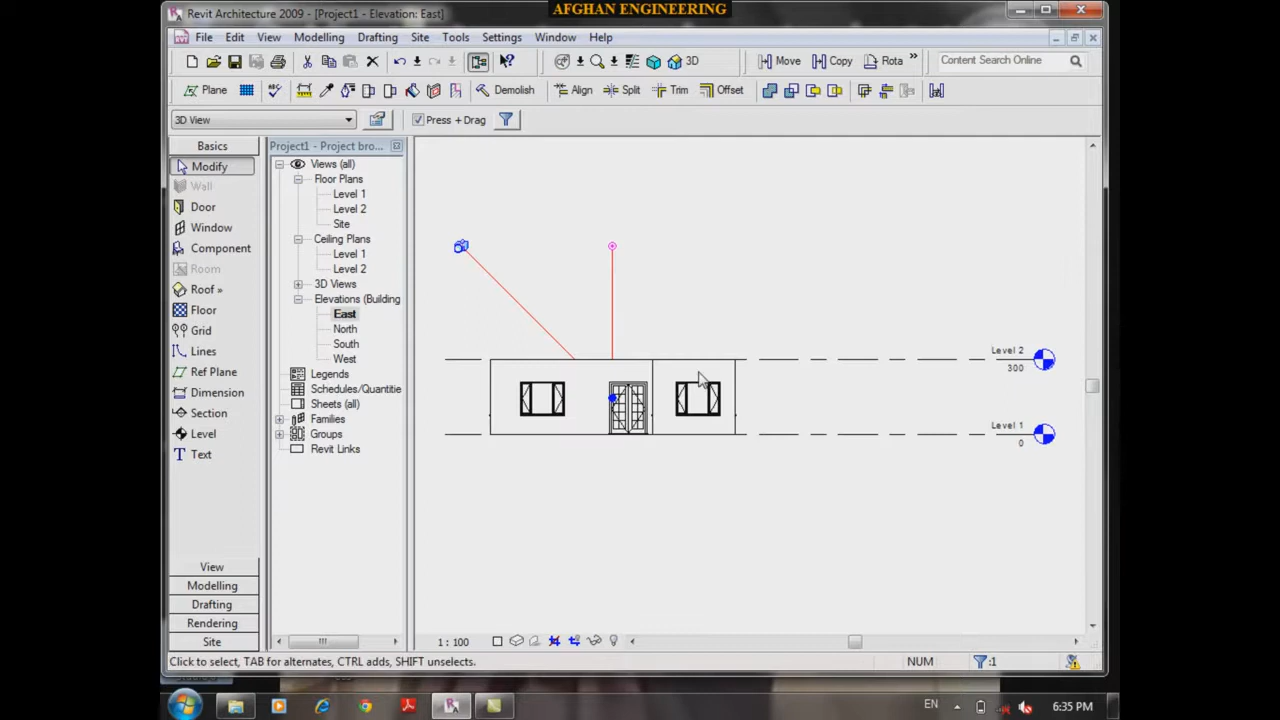 AFGHAN ENGINEERING
Revit Architecture 2009 - [Project1 - Elevation: East]
File Edit View Modelling Drafting Site Tools Settings Window Help
3D Move Copy Rota » Content Search Online
Plane Demolish Align Split Trim Offset
3D View Press + Drag
Basics
Modify
Wall
Door
Window
Component
Room
Roof »
Floor
Grid
Lines
Ref Plane
Dimension
Section
Level
Text
View
Modelling
Drafting
Rendering
Site
Project1 - Project bro...
Views (all)
Floor Plans
Level 1
Level 2
Site
Ceiling Plans
Level 1
Level 2
3D Views
Elevations (Building
East
North
South
West
Legends
Schedules/Quantitie
Sheets (all)
Families
Groups
Revit Links
Level 2
300
Level 1
0
1 : 100
Click to select, TAB for alternates, CTRL adds, SHIFT unselects.
NUM
:1
EN
6:35 PM